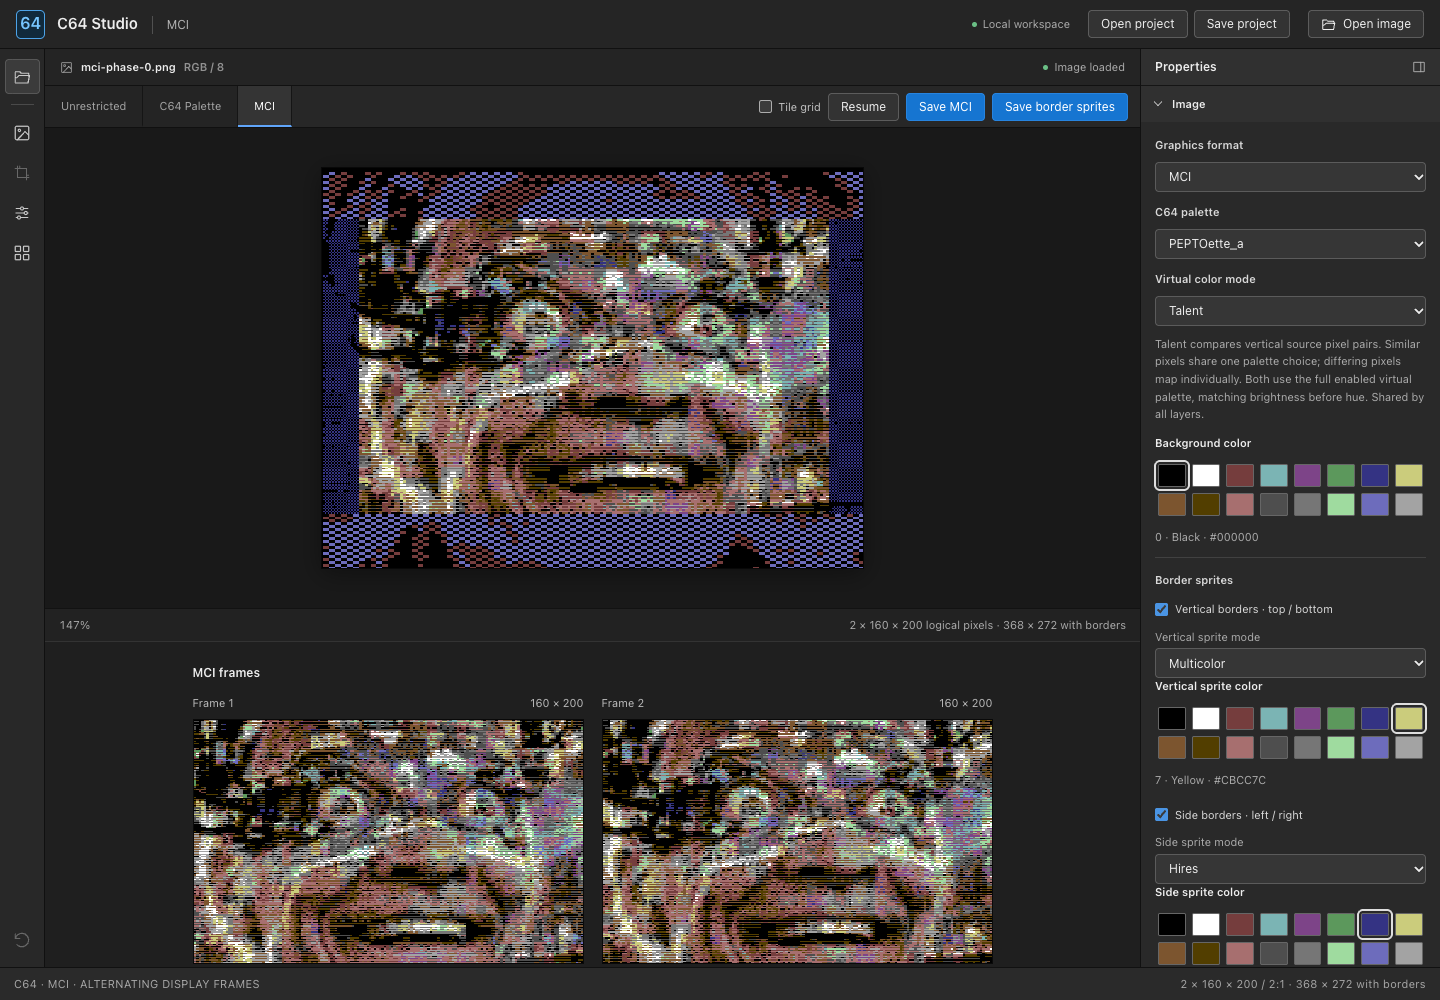 64 C64 Studio MCI Local workspace Open project Save project Open image
mci-phase-0.png RGB / 8 Image loaded
Unrestricted C64 Palette MCI Tile grid Resume Save MCI Save border sprites
147% 2 × 160 × 200 logical pixels · 368 × 272 with borders
MCI frames
Frame 1 160 × 200 Frame 2 160 × 200
Properties
Image
Graphics format
MCI
C64 palette
PEPTOette_a
Virtual color mode
Talent
Talent compares vertical source pixel pairs. Similar
pixels share one palette choice; differing pixels
map individually. Both use the full enabled virtual
palette, matching brightness before hue. Shared by
all layers.
Background color
0 · Black · #000000
Border sprites
Vertical borders · top / bottom
Vertical sprite mode
Multicolor
Vertical sprite color
7 · Yellow · #CBCC7C
Side borders · left / right
Side sprite mode
Hires
Side sprite color
C64 · MCI · ALTERNATING DISPLAY FRAMES 2 × 160 × 200 / 2:1 · 368 × 272 with borders